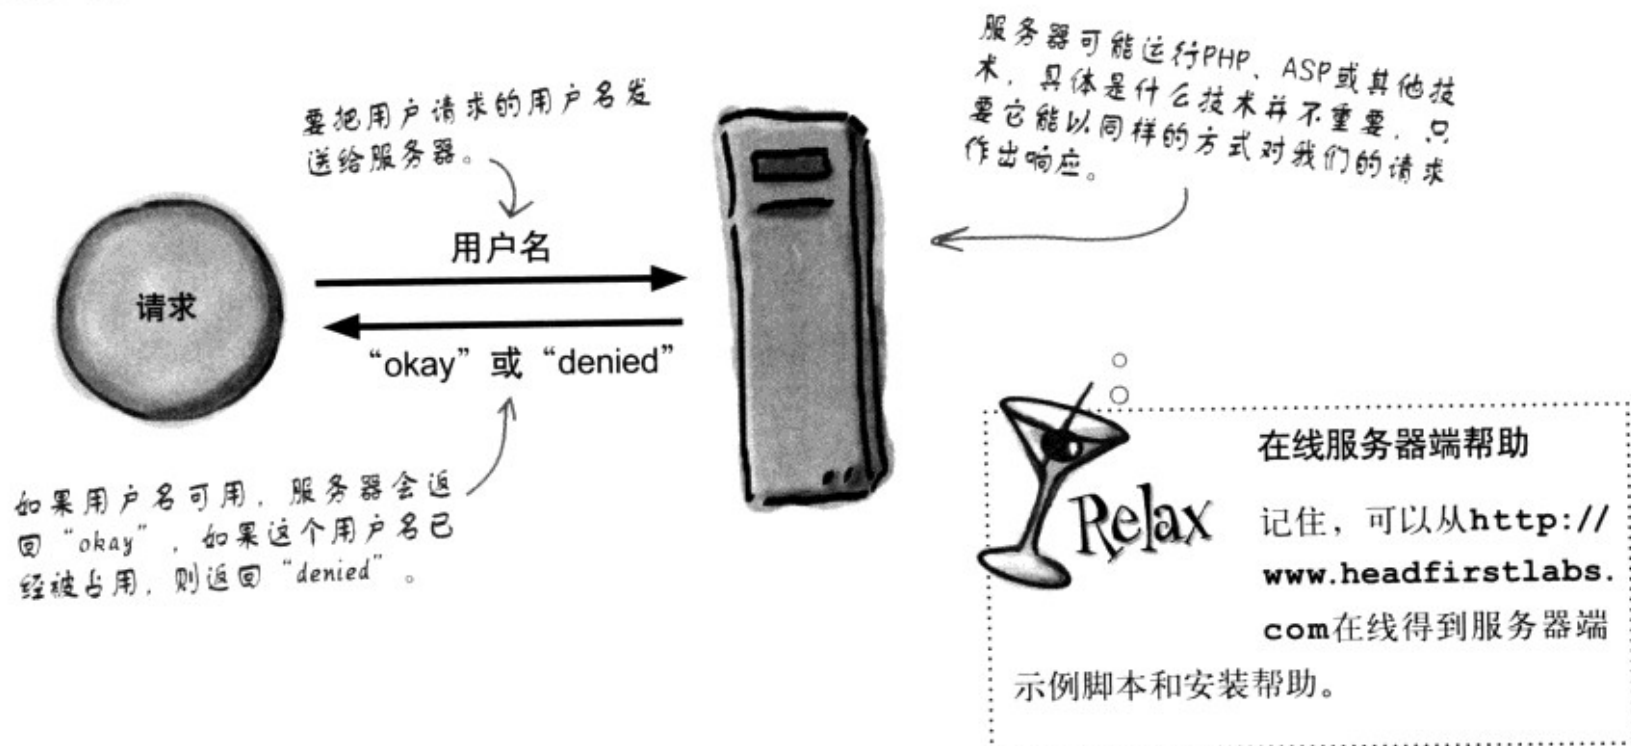 服务器可能运行PHP、ASP或其他技
术，具体是什么技术并不重要，只
要它能以同样的方式对我们的请求
作出响应。
要把用户请求的用户名发
送给服务器。
用户名
请求
“okay”或“denied”
如果用户名可用，服务器会返
回“okay”，如果这个用户名已
经被占用，则返回“denied”。
Relax
在线服务器端帮助
记住，可以从http://
www.headfirstlabs.
com在线得到服务器端
示例脚本和安装帮助。